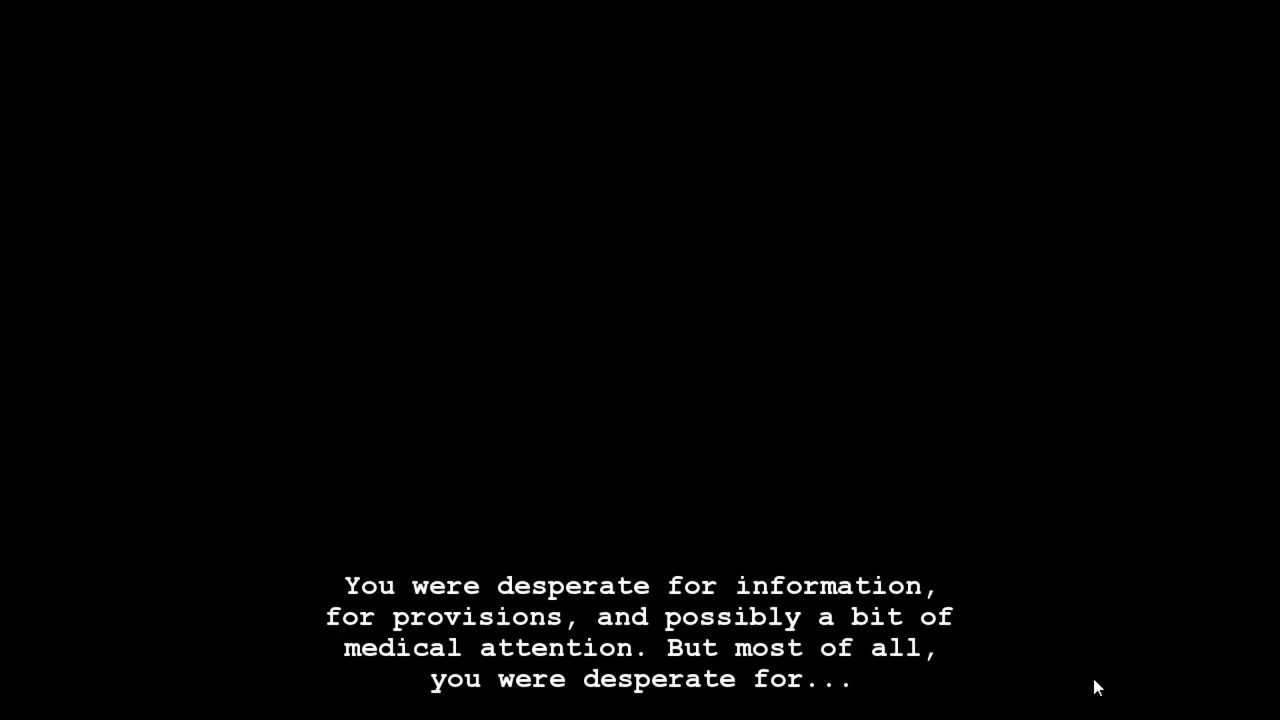 You were desperate for information,
for provisions, and possibly a bit of
medical attention. But most of all,
you were desperate for...